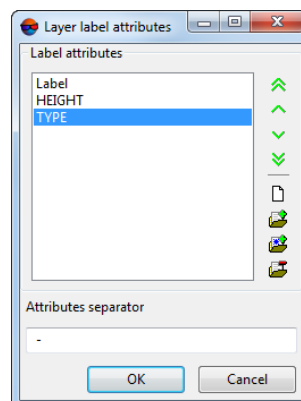 Layer label attributes
Label attributes
Label
HEIGHT
TYPE
Attributes separator
-
OK
Cancel